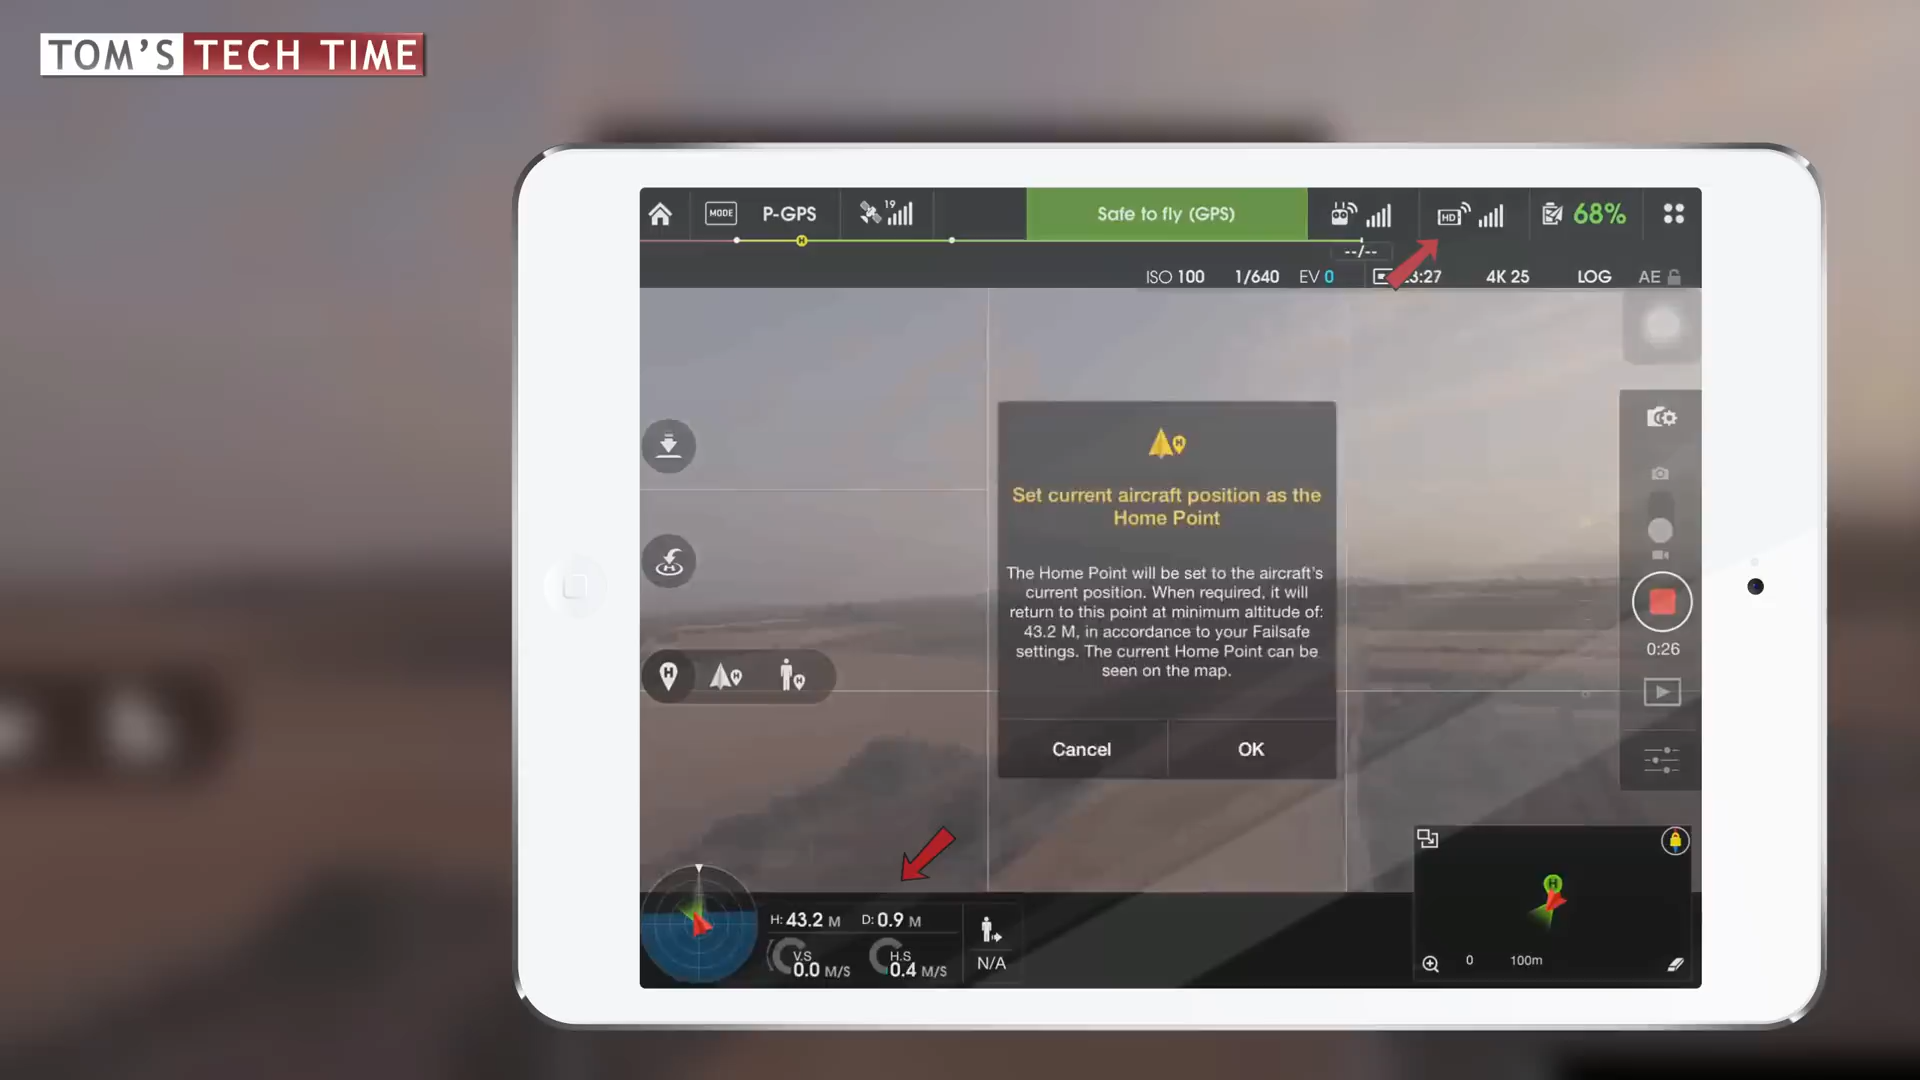 TOM'S TECH TIME
MODE P-GPS 19 Safe to fly (GPS) HD 68%
H
--/--
ISO 100 1/640 EV 0 3:27 4K 25 LOG AE
Set current aircraft position as the
Home Point
The Home Point will be set to the aircraft's
current position. When required, it will
return to this point at minimum altitude of:
43.2 M, in accordance to your Failsafe
settings. The current Home Point can be
seen on the map.
Cancel OK
0:26
H: 43.2 M D: 0.9 M
V.S H.S
0.0 M/S 0.4 M/S
N/A
H
0 100m